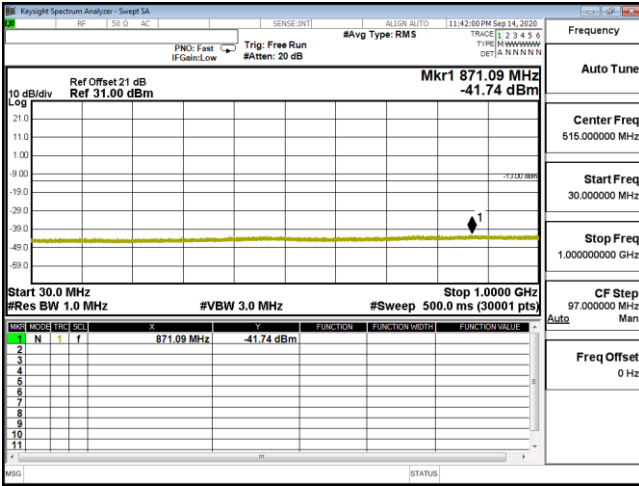 Keysight Spectrum Analyzer - Swept SA
RF 50 Ω AC SENSE:INT ALIGN AUTO 11:42:00 PM Sep 14, 2020
#Avg Type: RMS
TRACE 1 2 3 4 5 6
TYPE M WWWWW
DET A N N N N N
PNO: Fast
IFGain:Low
Trig: Free Run
#Atten: 20 dB
Ref Offset 21 dB
10 dB/div Ref 31.00 dBm
Log
Mkr1 871.09 MHz
-41.74 dBm
21.0
11.0
1.00
-9.00
-13.00 dBm
-19.0
-29.0
-39.0
1
-49.0
-59.0
Start 30.0 MHz Stop 1.0000 GHz
#Res BW 1.0 MHz #VBW 3.0 MHz #Sweep 500.0 ms (30001 pts)
MKR MODE TRC SCL X Y FUNCTION FUNCTION WIDTH FUNCTION VALUE
1 N 1 f 871.09 MHz -41.74 dBm
2
3
4
5
6
7
8
9
10
11
MSG STATUS
Frequency
Auto Tune
Center Freq
515.000000 MHz
Start Freq
30.000000 MHz
Stop Freq
1.000000000 GHz
CF Step
97.000000 MHz
Auto Man
Freq Offset
0 Hz